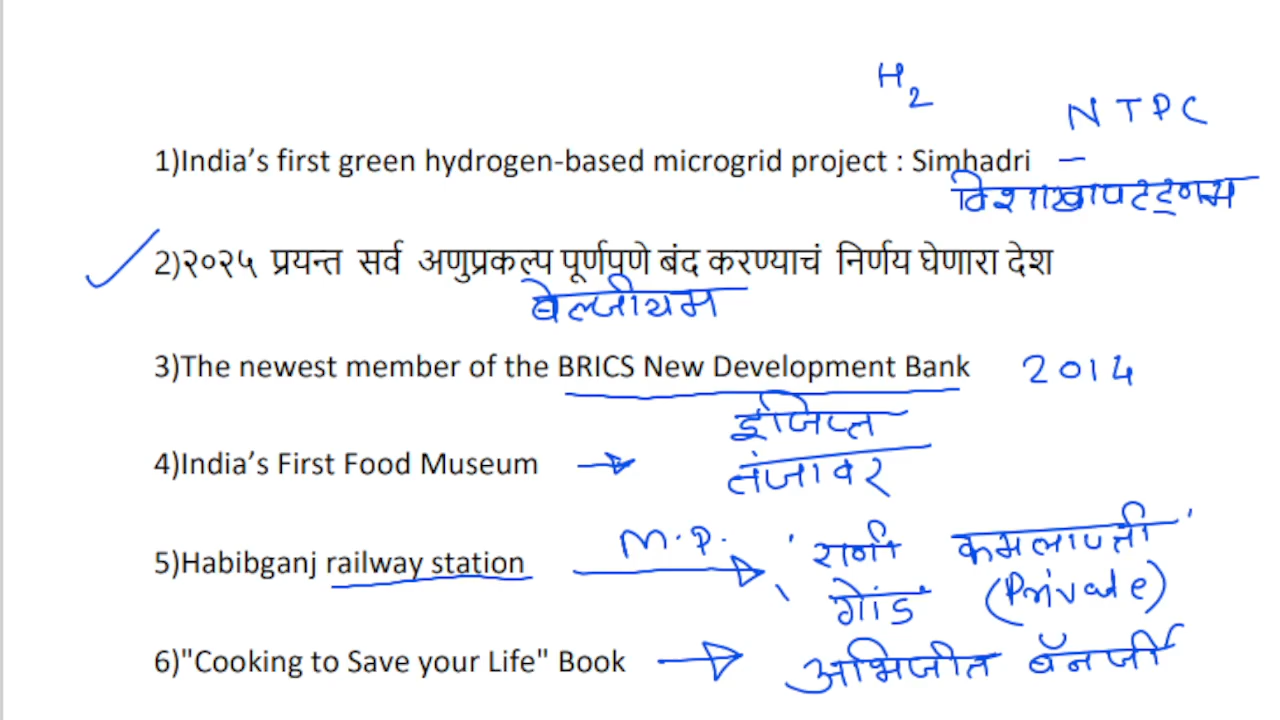 H2
NTPC
1)India’s first green hydrogen-based microgrid project : Simhadri –
विशाखापट्टणम
2)२०२५ प्रयन्त सर्व अणुप्रकल्प पूर्णपणे बंद करण्याचं निर्णय घेणारा देश
बेल्जीयम
3)The newest member of the BRICS New Development Bank 2014
इजिप्त
4)India’s First Food Museum → तंजावर
5)Habibganj railway station M.P. → ' राणी कमलापती '
गोंड (Private)
6)"Cooking to Save your Life" Book → अभिजीत बॅनर्जी